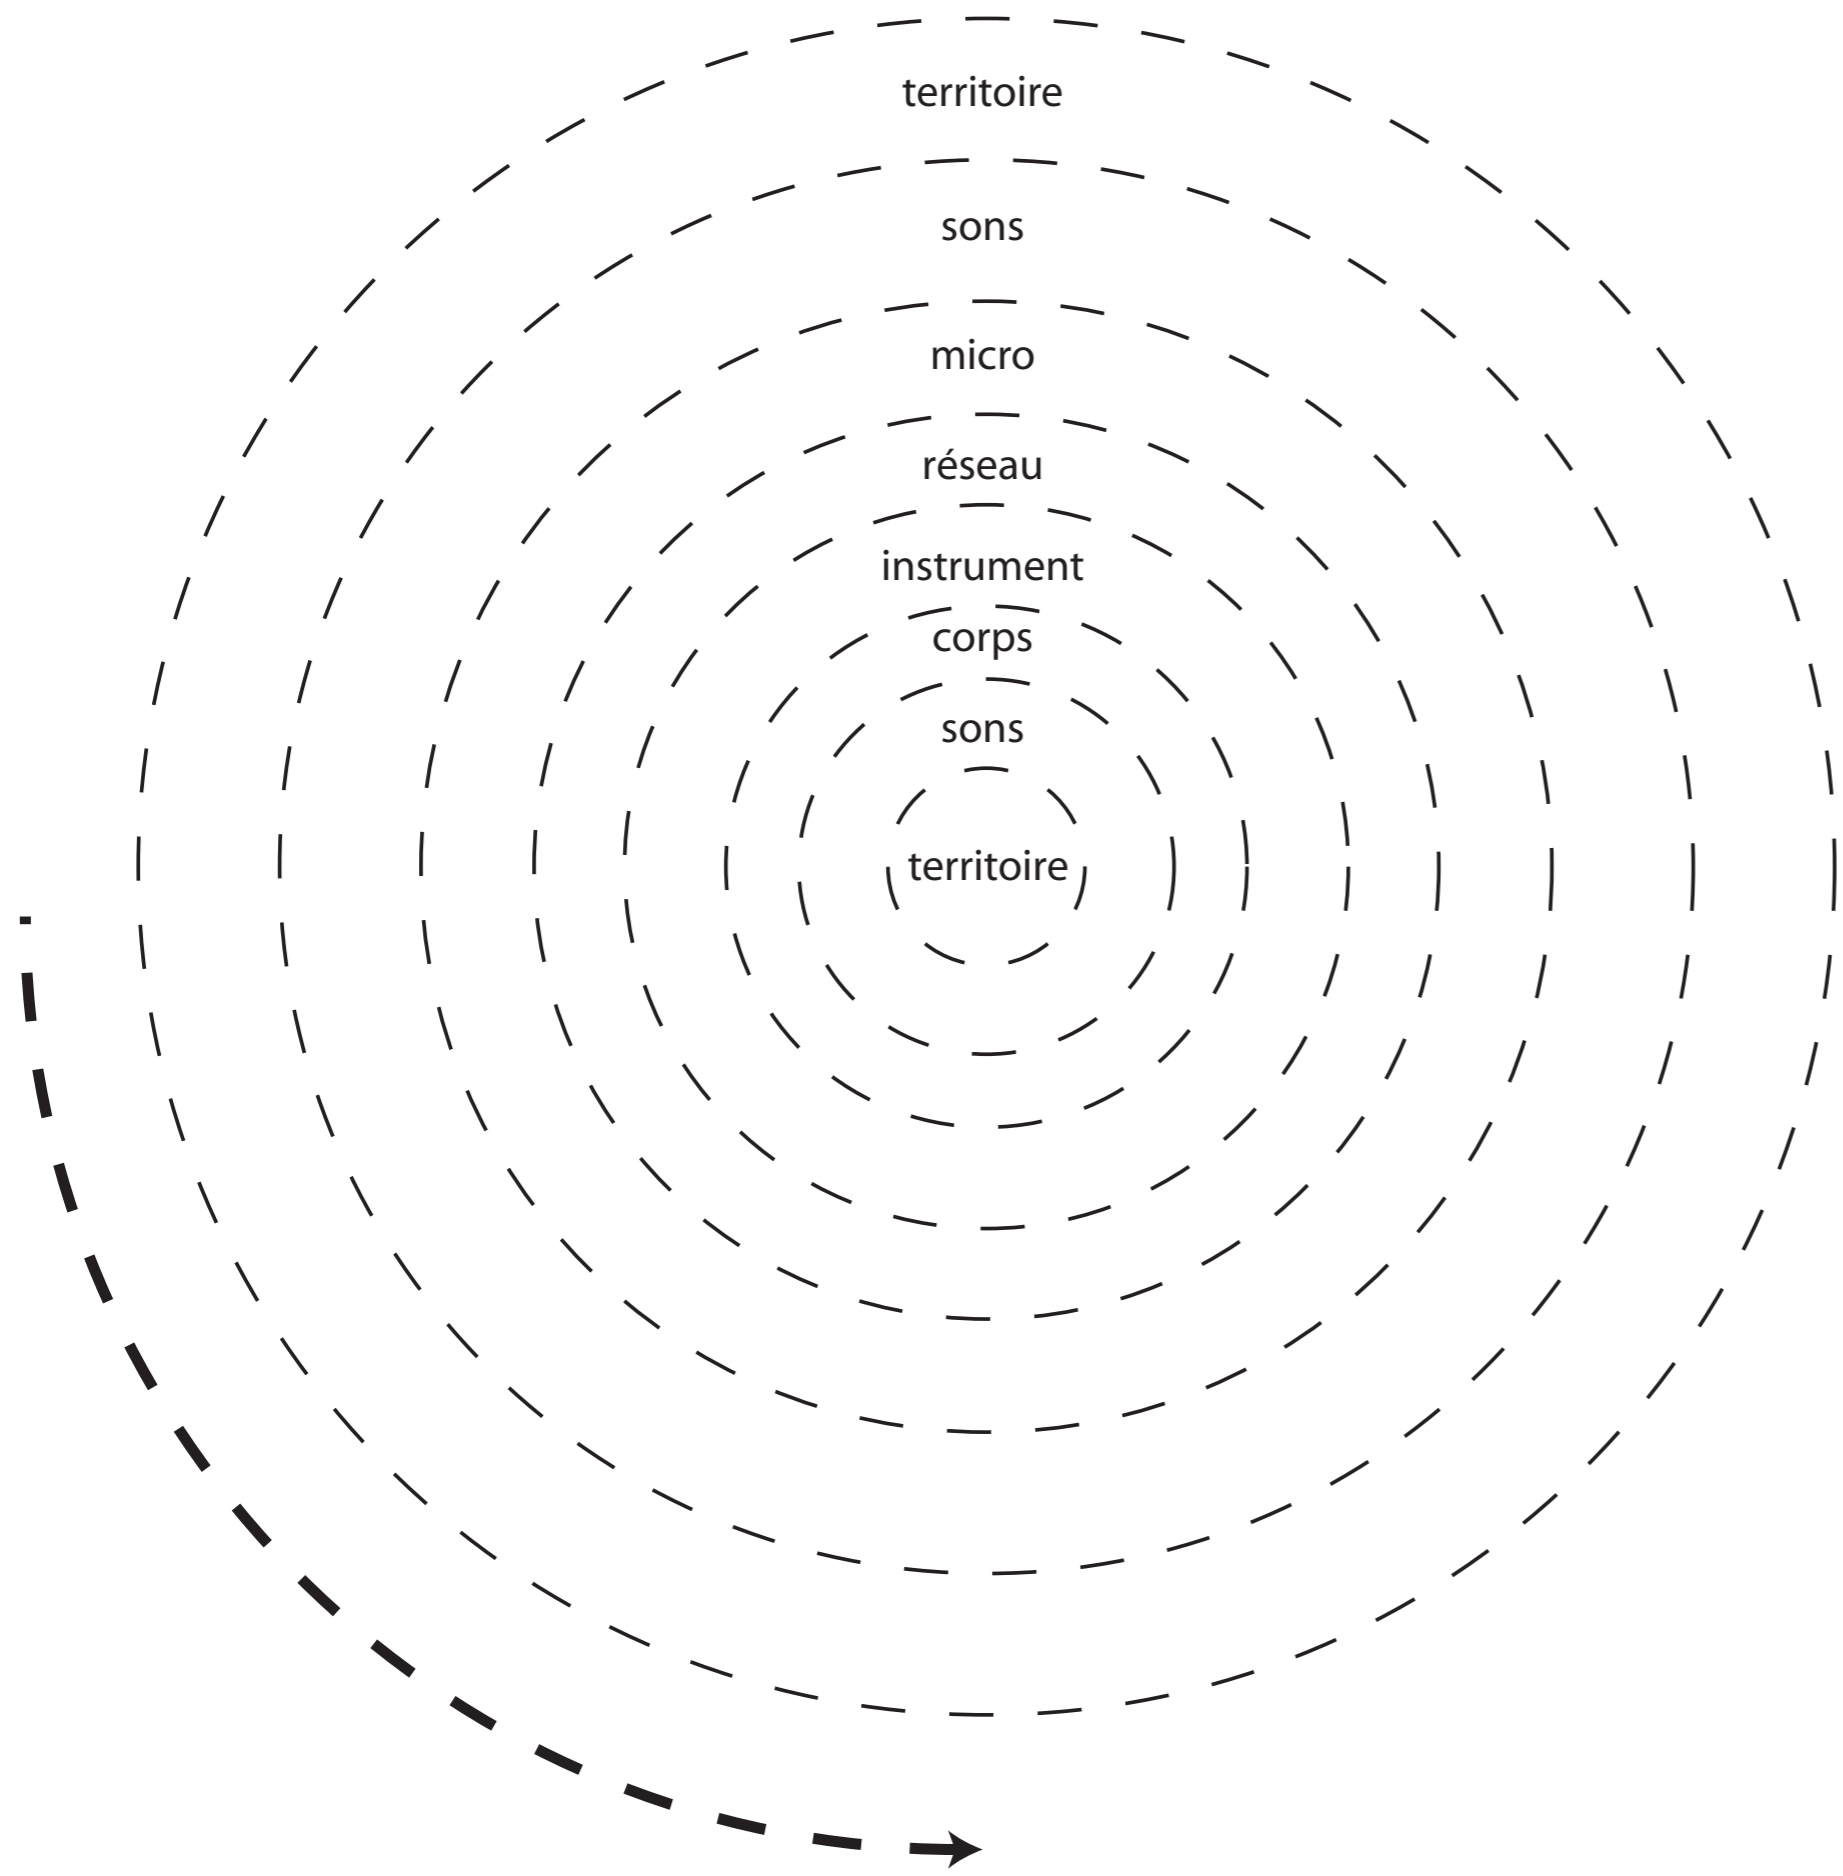 territoire
sons
micro
réseau
instrument
corps
sons
territoire